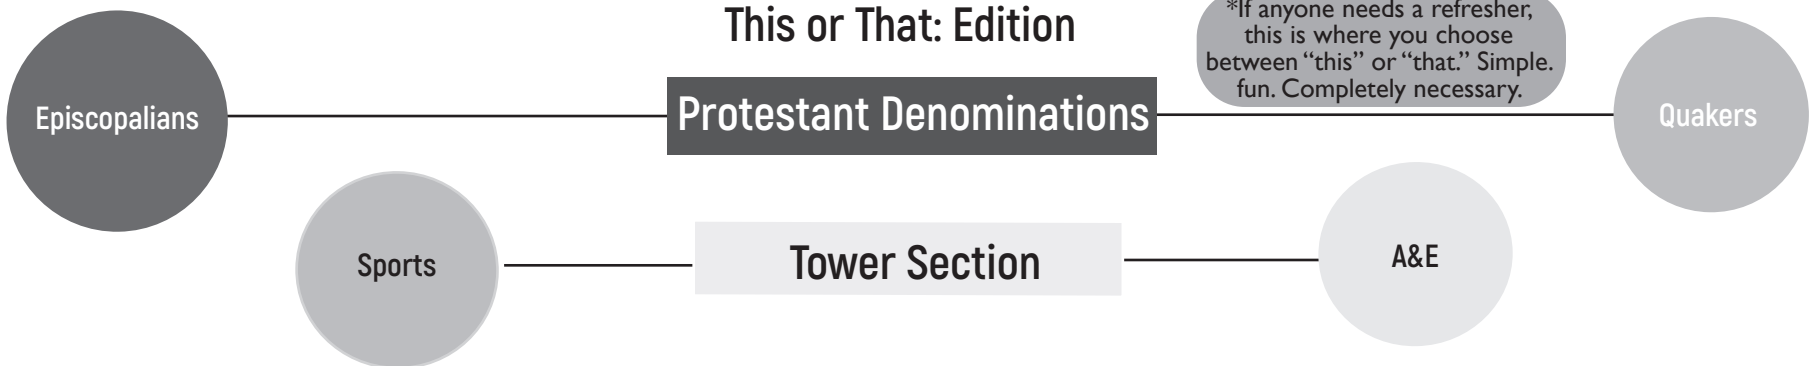 This or That: Edition
*If anyone needs a refresher,
this is where you choose
between “this” or “that.” Simple.
fun. Completely necessary.
Episcopalians
Protestant Denominations
Quakers
Sports
Tower Section
A&E